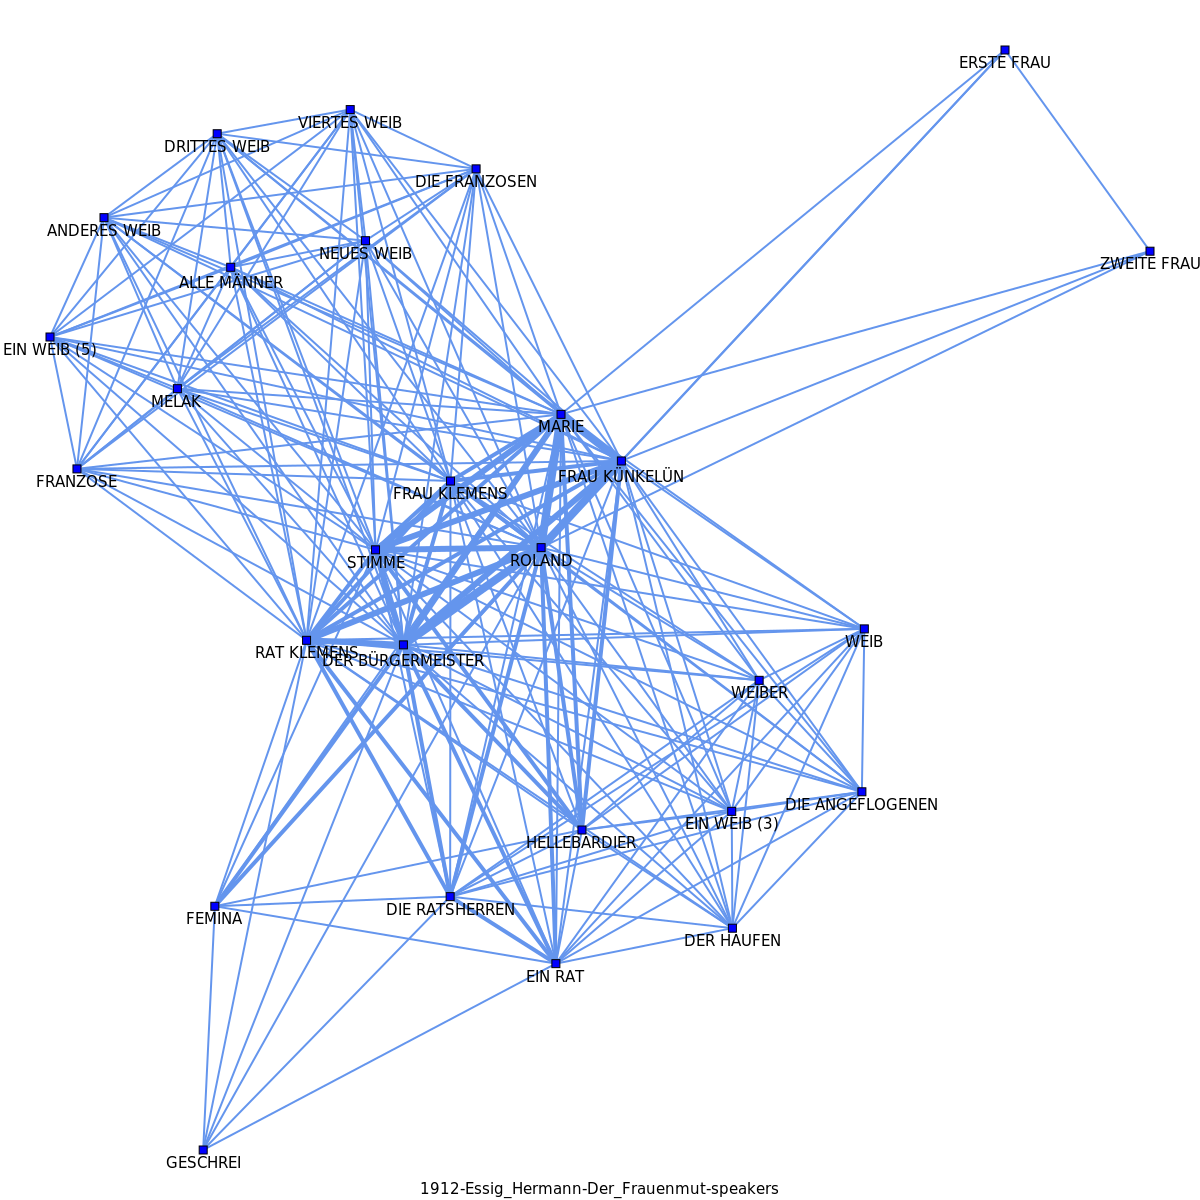 ERSTE FRAU
VIERTES WEIB
DRITTES WEIB
DIE FRANZOSEN
ANDERES WEIB
NEUES WEIB
ZWEITE FRAU
ALLE MÄNNER
EIN WEIB (5)
MELAK
MARIE
FRANZOSE
FRAU KÜNKELÜN
FRAU KLEMENS
STIMME
ROLAND
WEIB
RAT KLEMENS
DER BÜRGERMEISTER
WEIBER
DIE ANGEFLOGENEN
EIN WEIB (3)
HELLEBARDIER
DIE RATSHERREN
FEMINA
DER HAUFEN
EIN RAT
GESCHREI
1912-Essig_Hermann-Der_Frauenmut-speakers